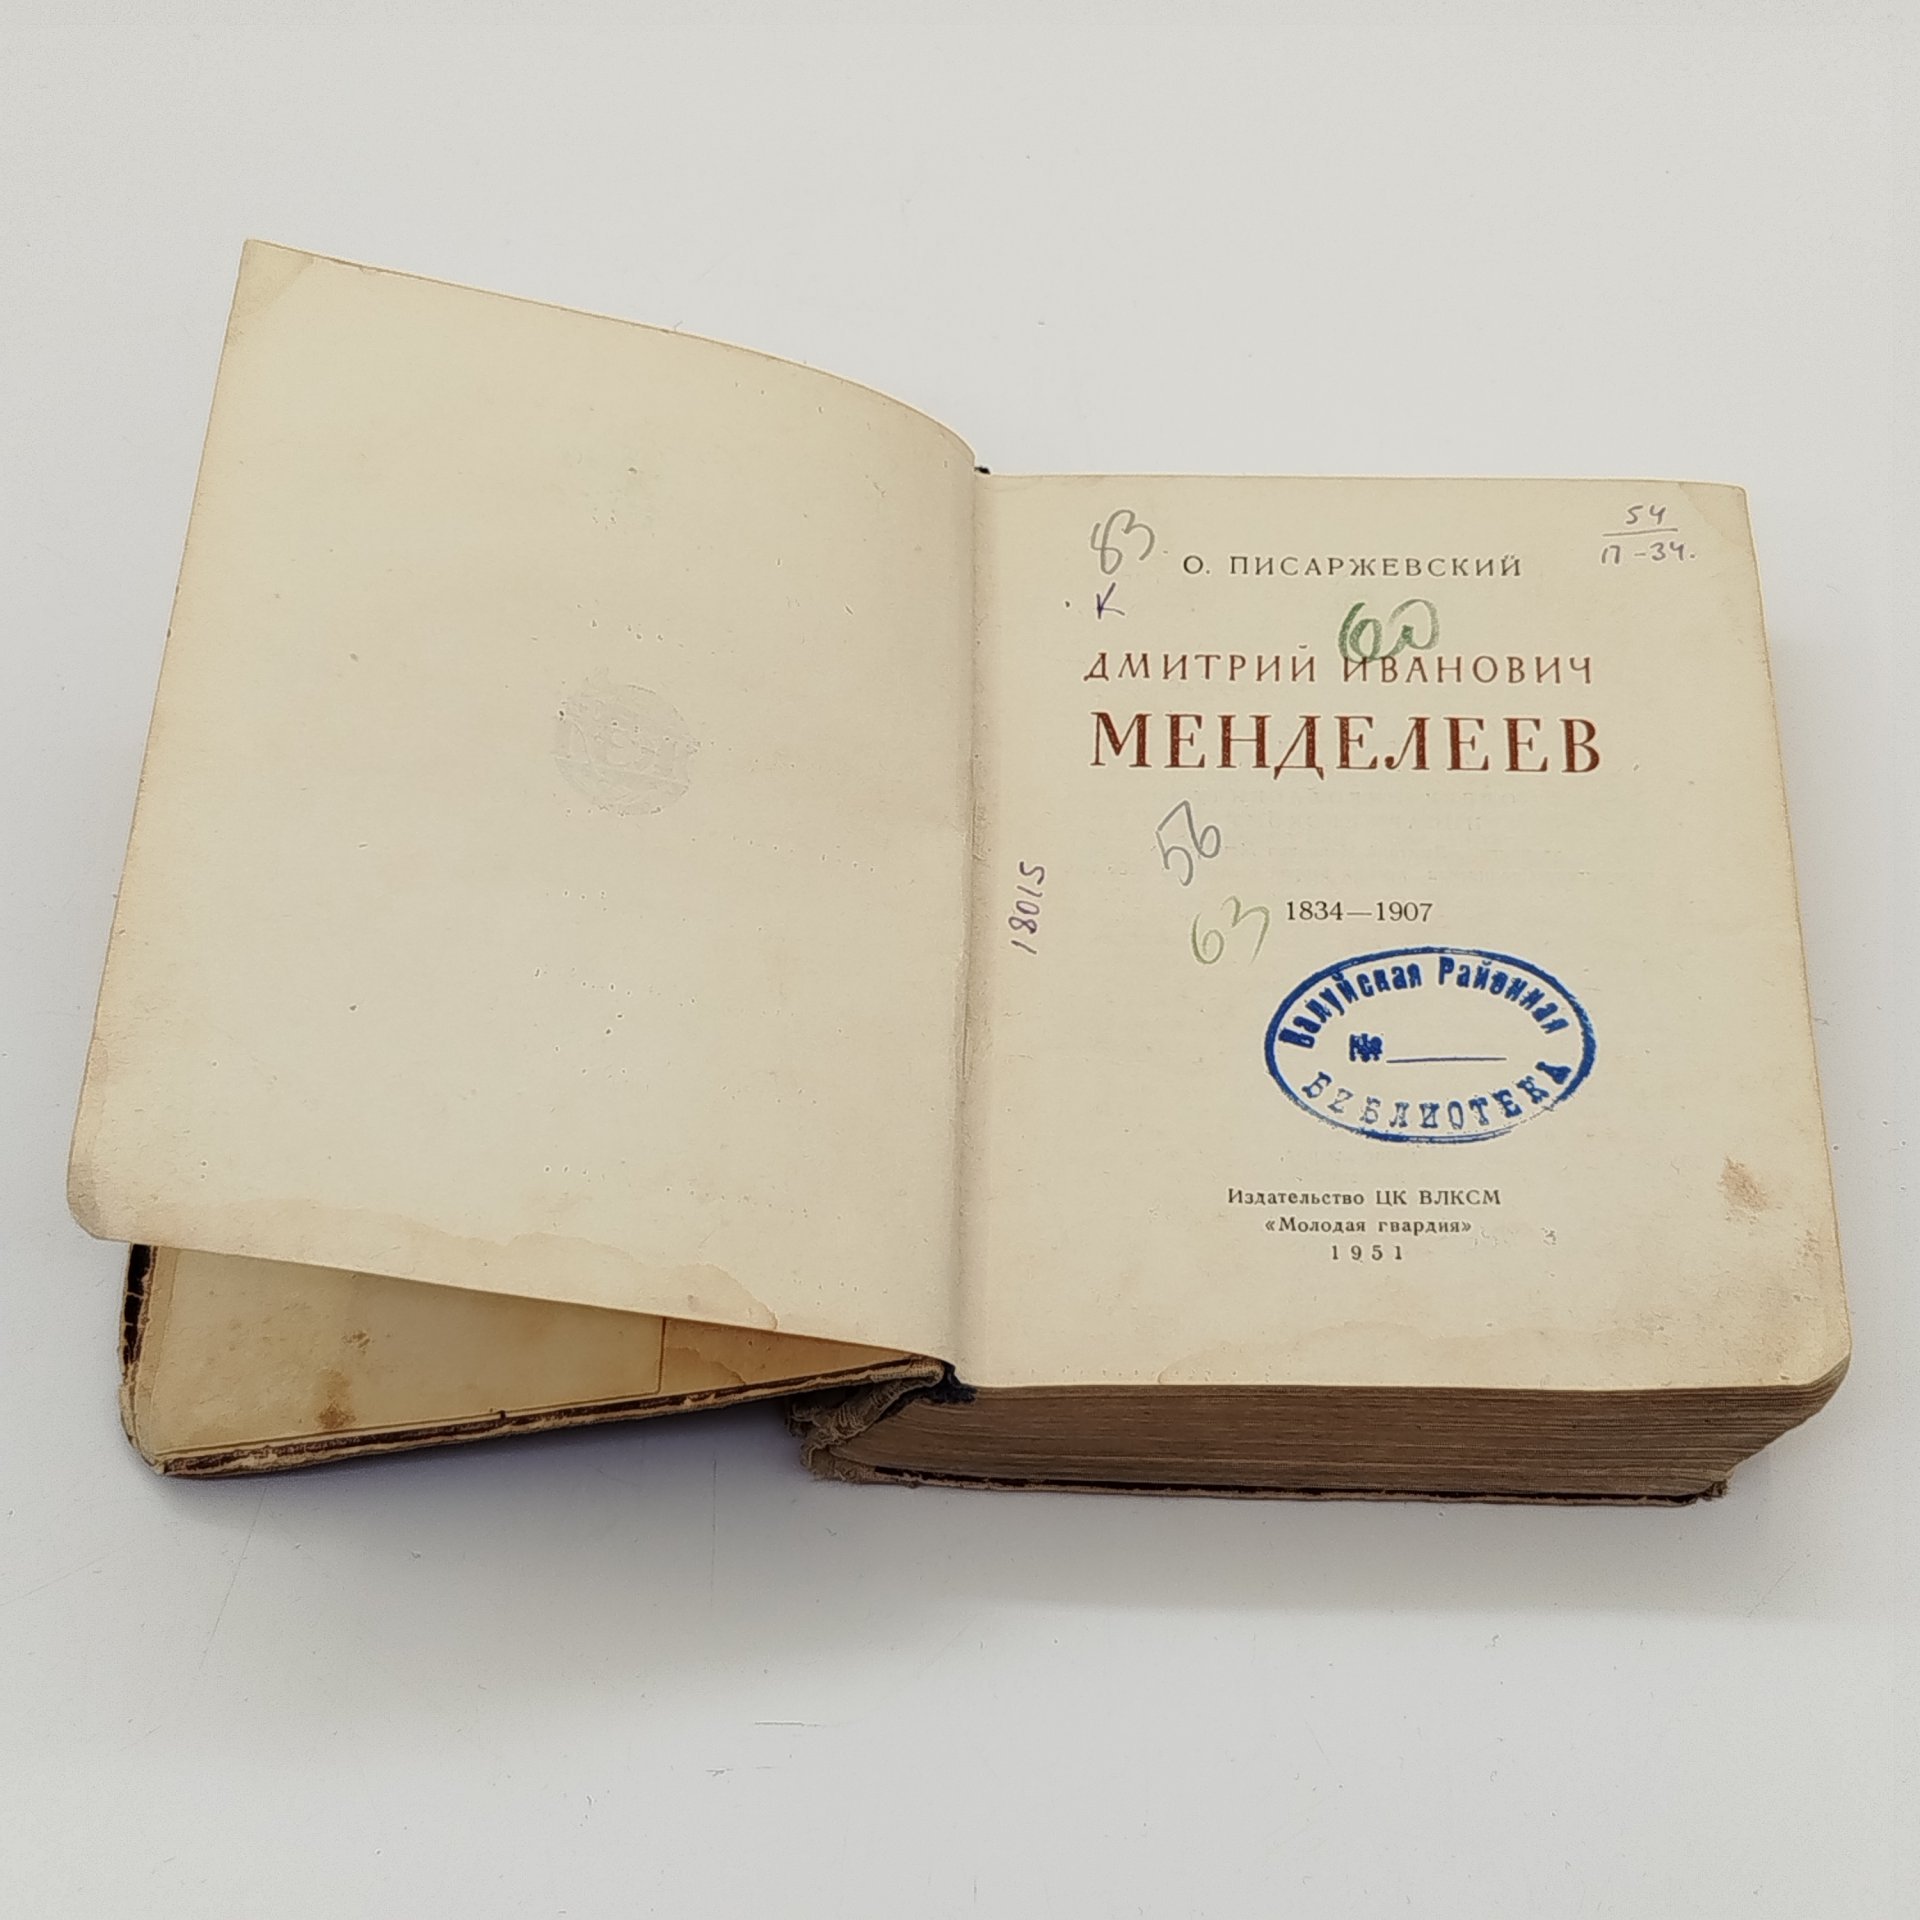 83
54
П-34.
О. ПИСАРЖЕВСКИЙ
К
60
ДМИТРИЙ ИВАНОВИЧ
МЕНДЕЛЕЕВ
56
18015
63
1834—1907
Валуйская Районная
№
БИБЛИОТЕКА
Издательство ЦК ВЛКСМ
«Молодая гвардия»
1951